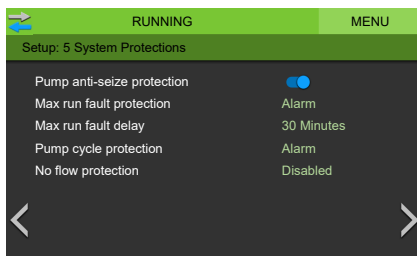 RUNNING MENU
Setup: 5 System Protections
Pump anti-seize protection
Max run fault protection Alarm
Max run fault delay 30 Minutes
Pump cycle protection Alarm
No flow protection Disabled